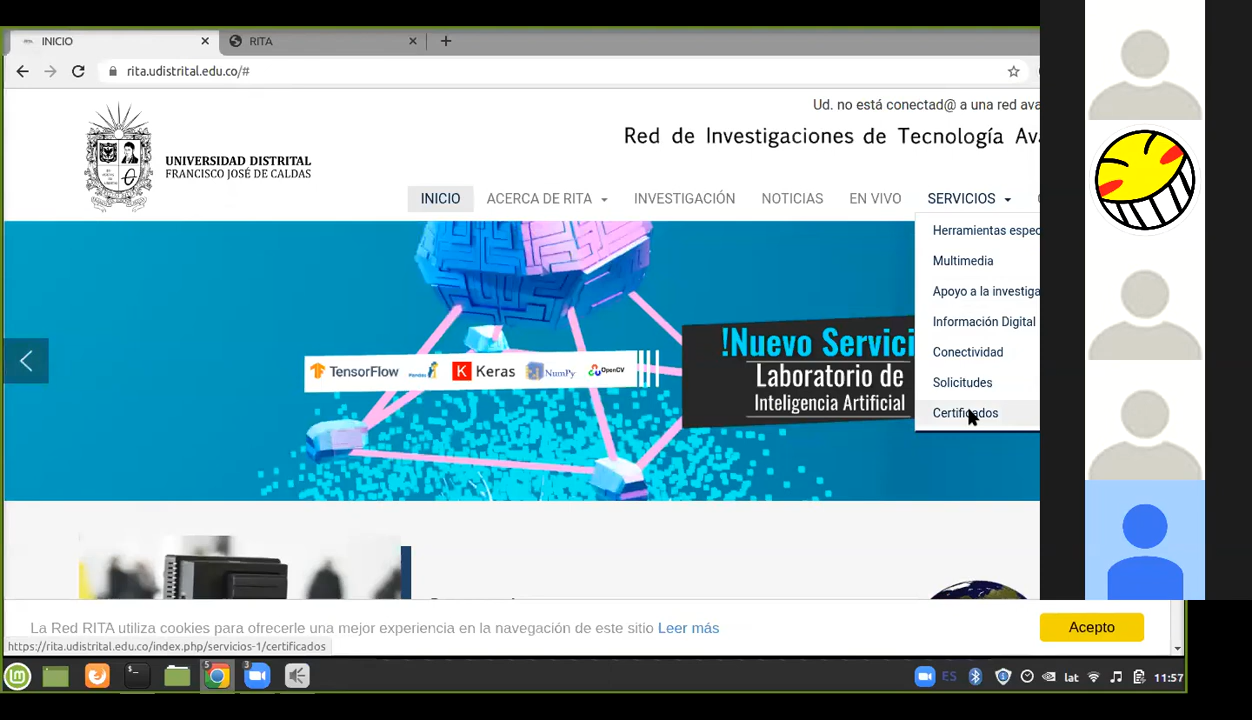 INICIO
RITA
rita.udistrital.edu.co/#
Ud. no está conectad@ a una red ava
Red de Investigaciones de Tecnología Av
UNIVERSIDAD DISTRITAL
FRANCISCO JOSÉ DE CALDAS
INICIO ACERCA DE RITA INVESTIGACIÓN NOTICIAS EN VIVO SERVICIOS
Herramientas espec
Multimedia
Apoyo a la investiga
Información Digital
Conectividad
Solicitudes
Certificados
TensorFlow Pandas K Keras NumPy OpenCV
!Nuevo Servici
Laboratorio de
Inteligencia Artificial
La Red RITA utiliza cookies para ofrecerle una mejor experiencia en la navegación de este sitio Leer más
Acepto
https://rita.udistrital.edu.co/index.php/servicios-1/certificados
5 3 ES lat 11:57